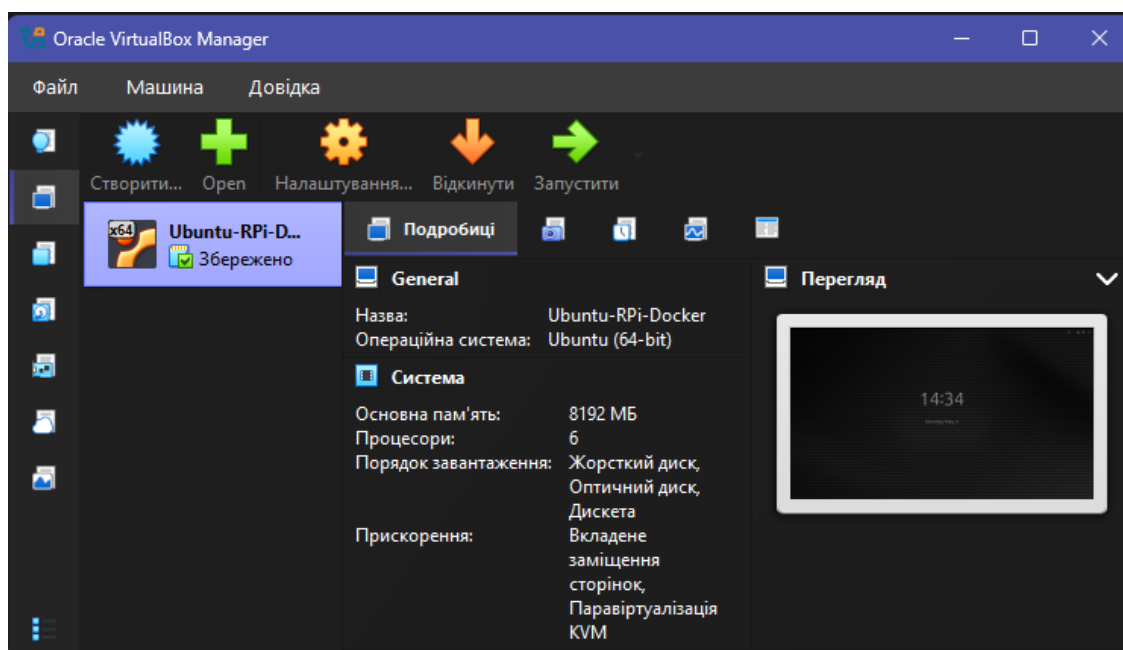 Oracle VirtualBox Manager
Файл Машина Довідка
Створити... Open Налаштування... Відкинути Запустити
x64
Ubuntu-RPi-D...
Збережено
Подробиці
General
Назва: Ubuntu-RPi-Docker
Операційна система: Ubuntu (64-bit)
Система
Основна пам'ять: 8192 МБ
Процесори: 6
Порядок завантаження: Жорсткий диск,
Оптичний диск,
Дискета
Прискорення: Вкладене
заміщення
сторінок,
Паравіртуалізація
KVM
Перегляд
14:34